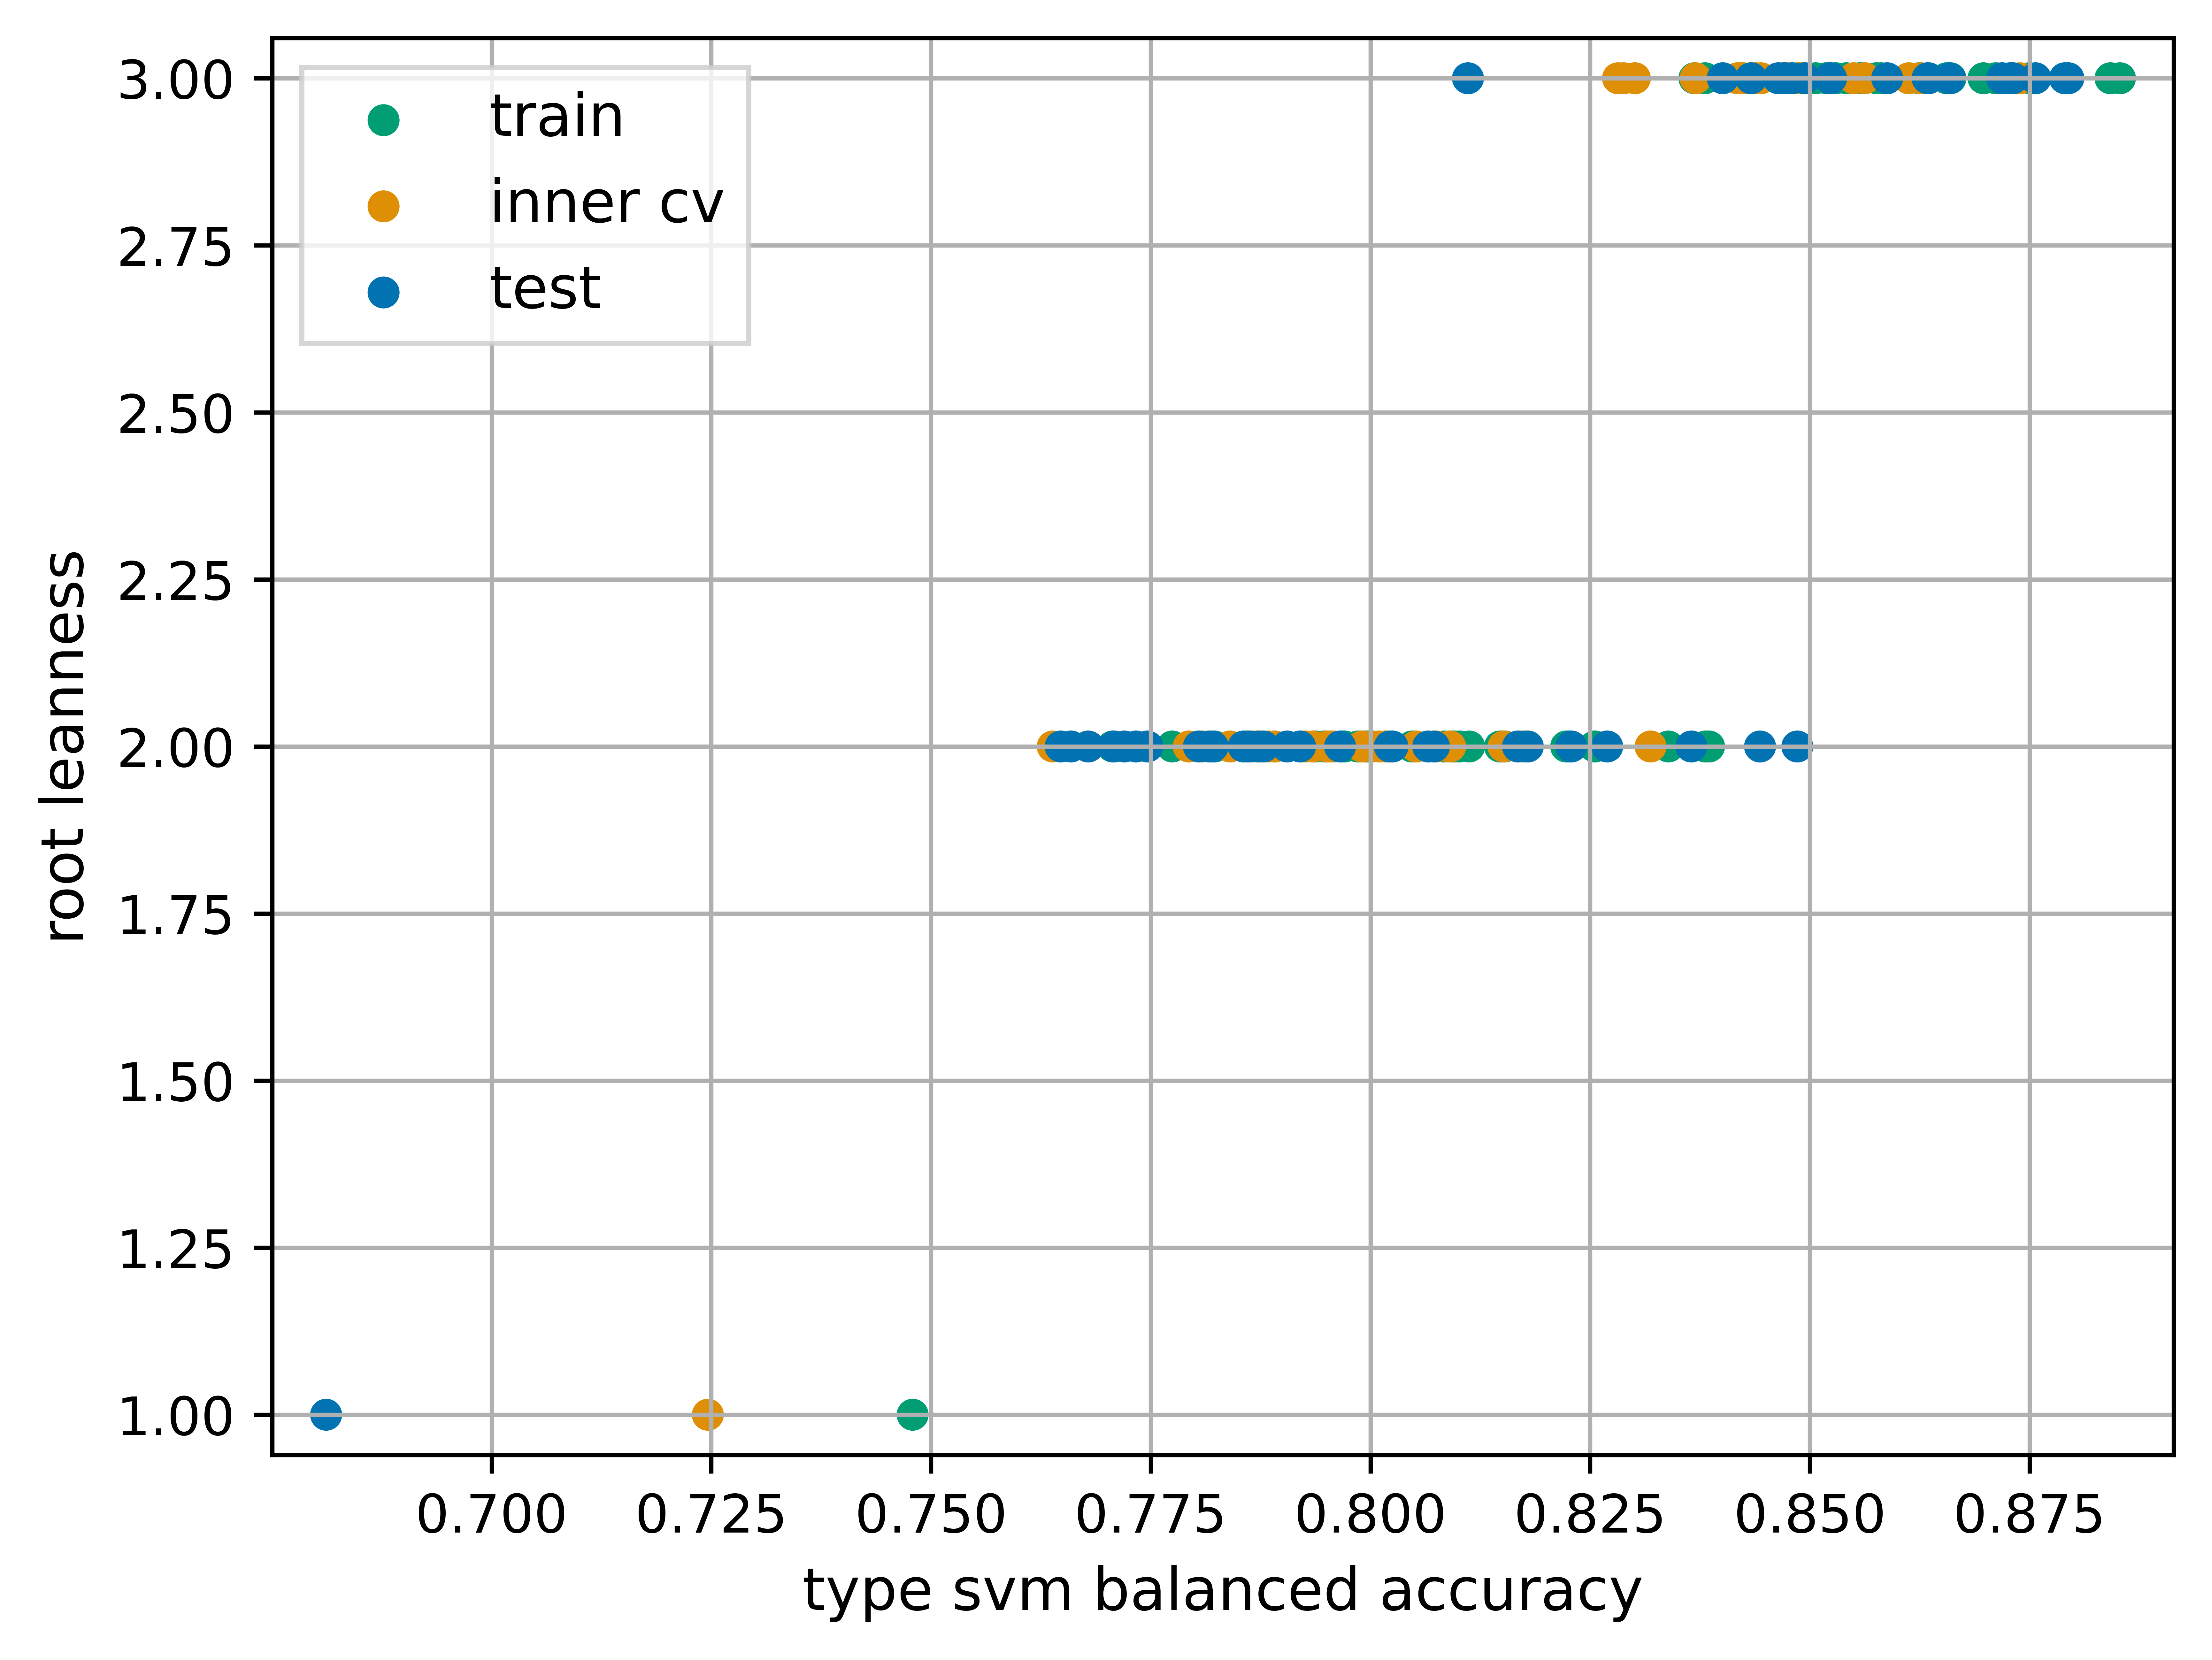 3.00
2.75
2.50
2.25
2.00
1.75
1.50
1.25
1.00
root leanness
train
inner cv
test
0.700 0.725 0.750 0.775 0.800 0.825 0.850 0.875
type svm balanced accuracy